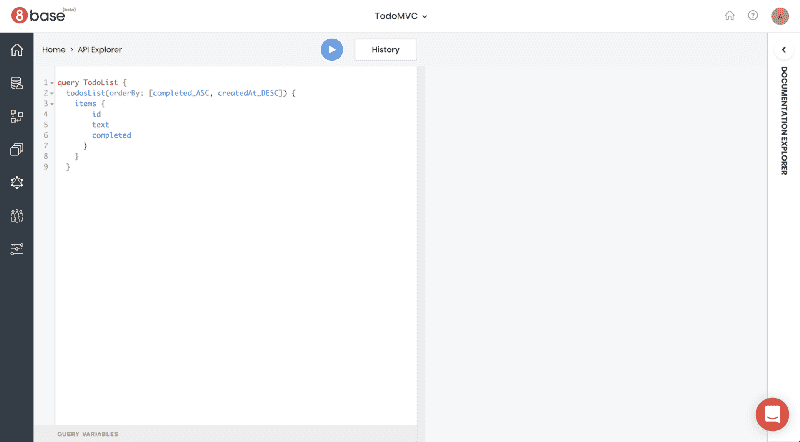 8base (beta)
TodoMVC
Home > API Explorer
History
1 query TodoList {
2 todosList(orderBy: [completed_ASC, createdAt_DESC]) {
3 items {
4 id
5 text
6 completed
7 }
8 }
9 }
QUERY VARIABLES
DOCUMENTATION EXPLORER